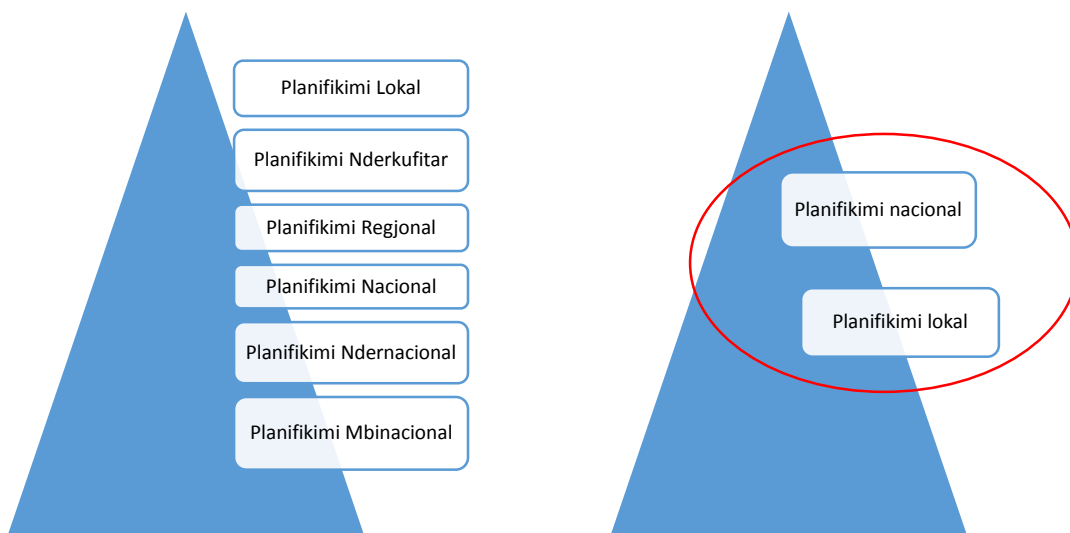 Planifikimi Lokal
Planifikimi Nderkufitar
Planifikimi Regjonal
Planifikimi Nacional
Planifikimi Ndernacional
Planifikimi Mbinacional
Planifikimi nacional
Planifikimi lokal